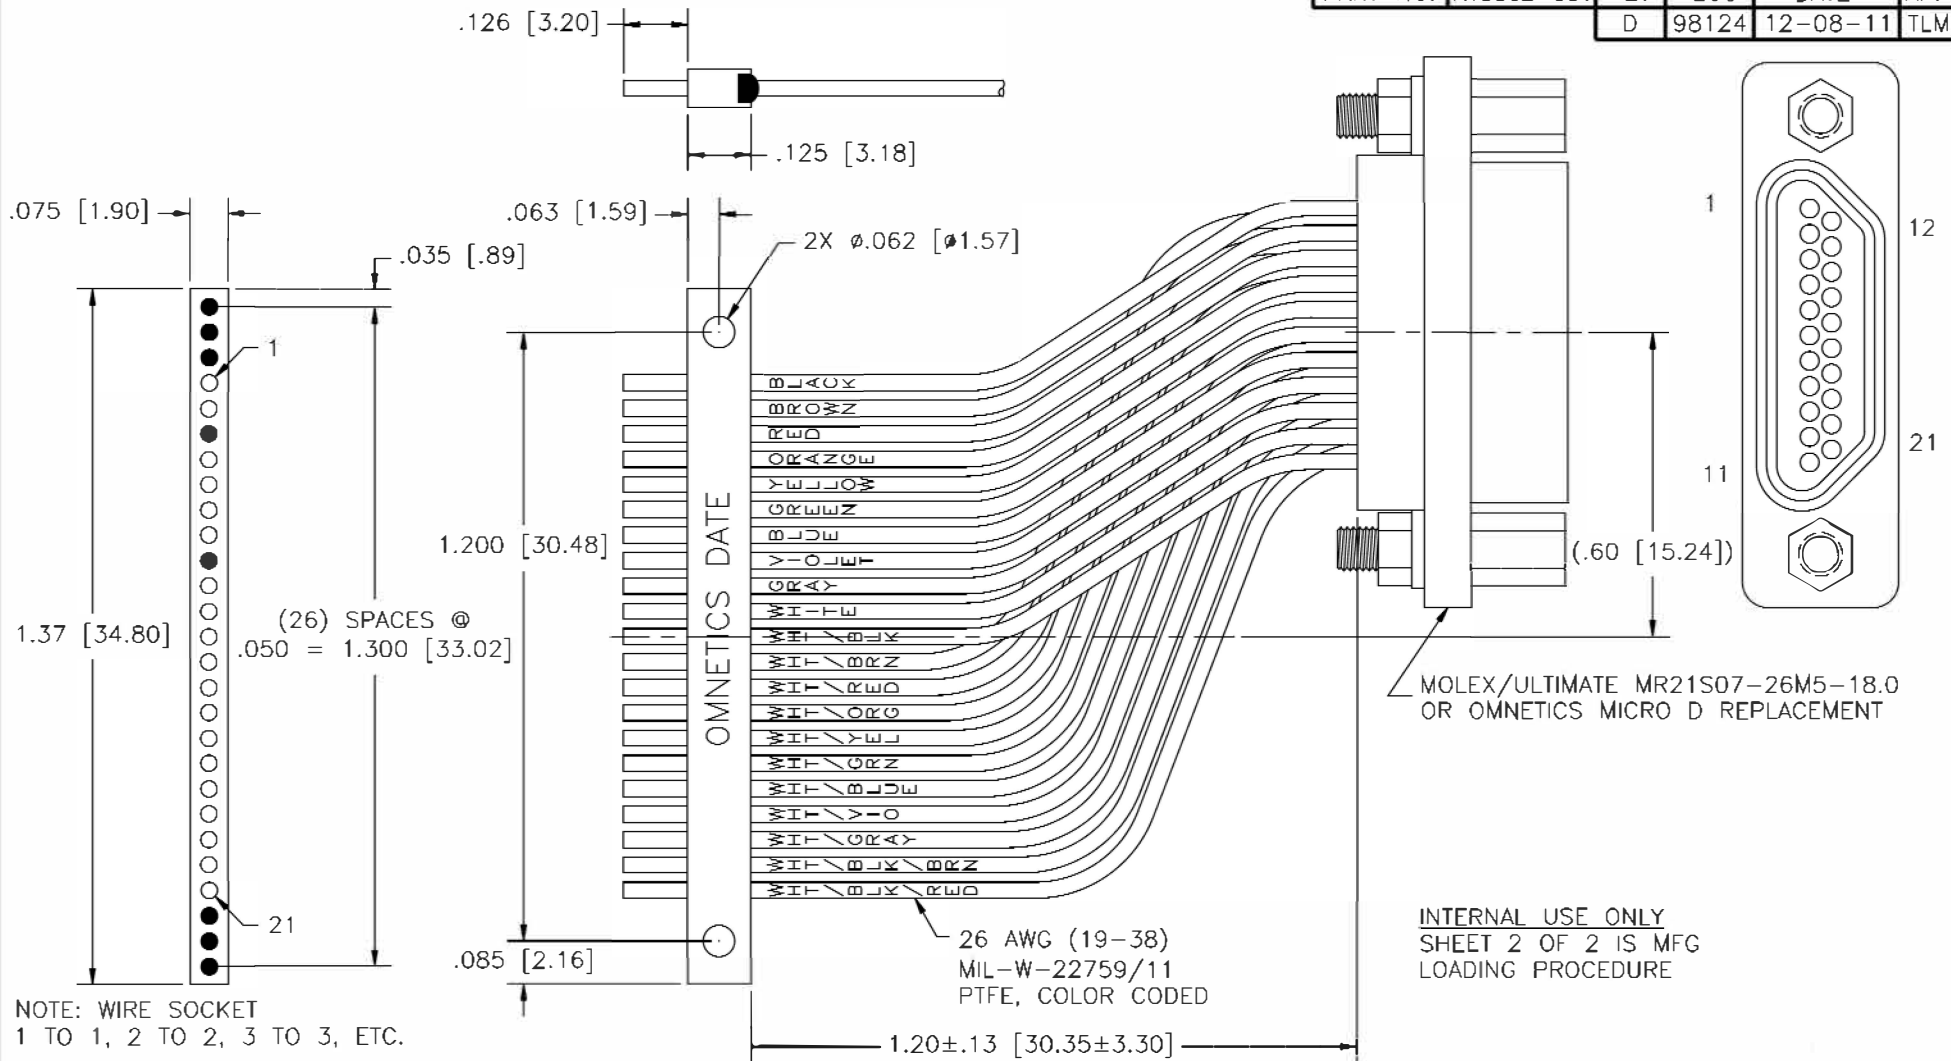 D 98124 12-08-11 TLM
.126 [3.20]
.125 [3.18]
.075 [1.90]
.035 [.89]
.063 [1.59]
2X ø.062 [ø1.57]
1
12
21
11
1
21
1.37 [34.80]
(26) SPACES @
.050 = 1.300 [33.02]
1.200 [30.48]
.085 [2.16]
OMNETICS DATE
BLACK
BROWN
RED
ORANGE
YELLOW
GREEN
BLUE
VIOLET
GRAY
WHITE
WHT/BLK
WHT/BRN
WHT/RED
WHT/ORG
WHT/YEL
WHT/GRN
WHT/BLUE
WHT/VIO
WHT/GRAY
WHT/BLK/BRN
WHT/BLK/RED
(.60 [15.24])
MOLEX/ULTIMATE MR21S07-26M5-18.0
OR OMNETICS MICRO D REPLACEMENT
26 AWG (19-38)
MIL-W-22759/11
PTFE, COLOR CODED
INTERNAL USE ONLY
SHEET 2 OF 2 IS MFG
LOADING PROCEDURE
NOTE: WIRE SOCKET
1 TO 1, 2 TO 2, 3 TO 3, ETC.
1.20±.13 [30.35±3.30]